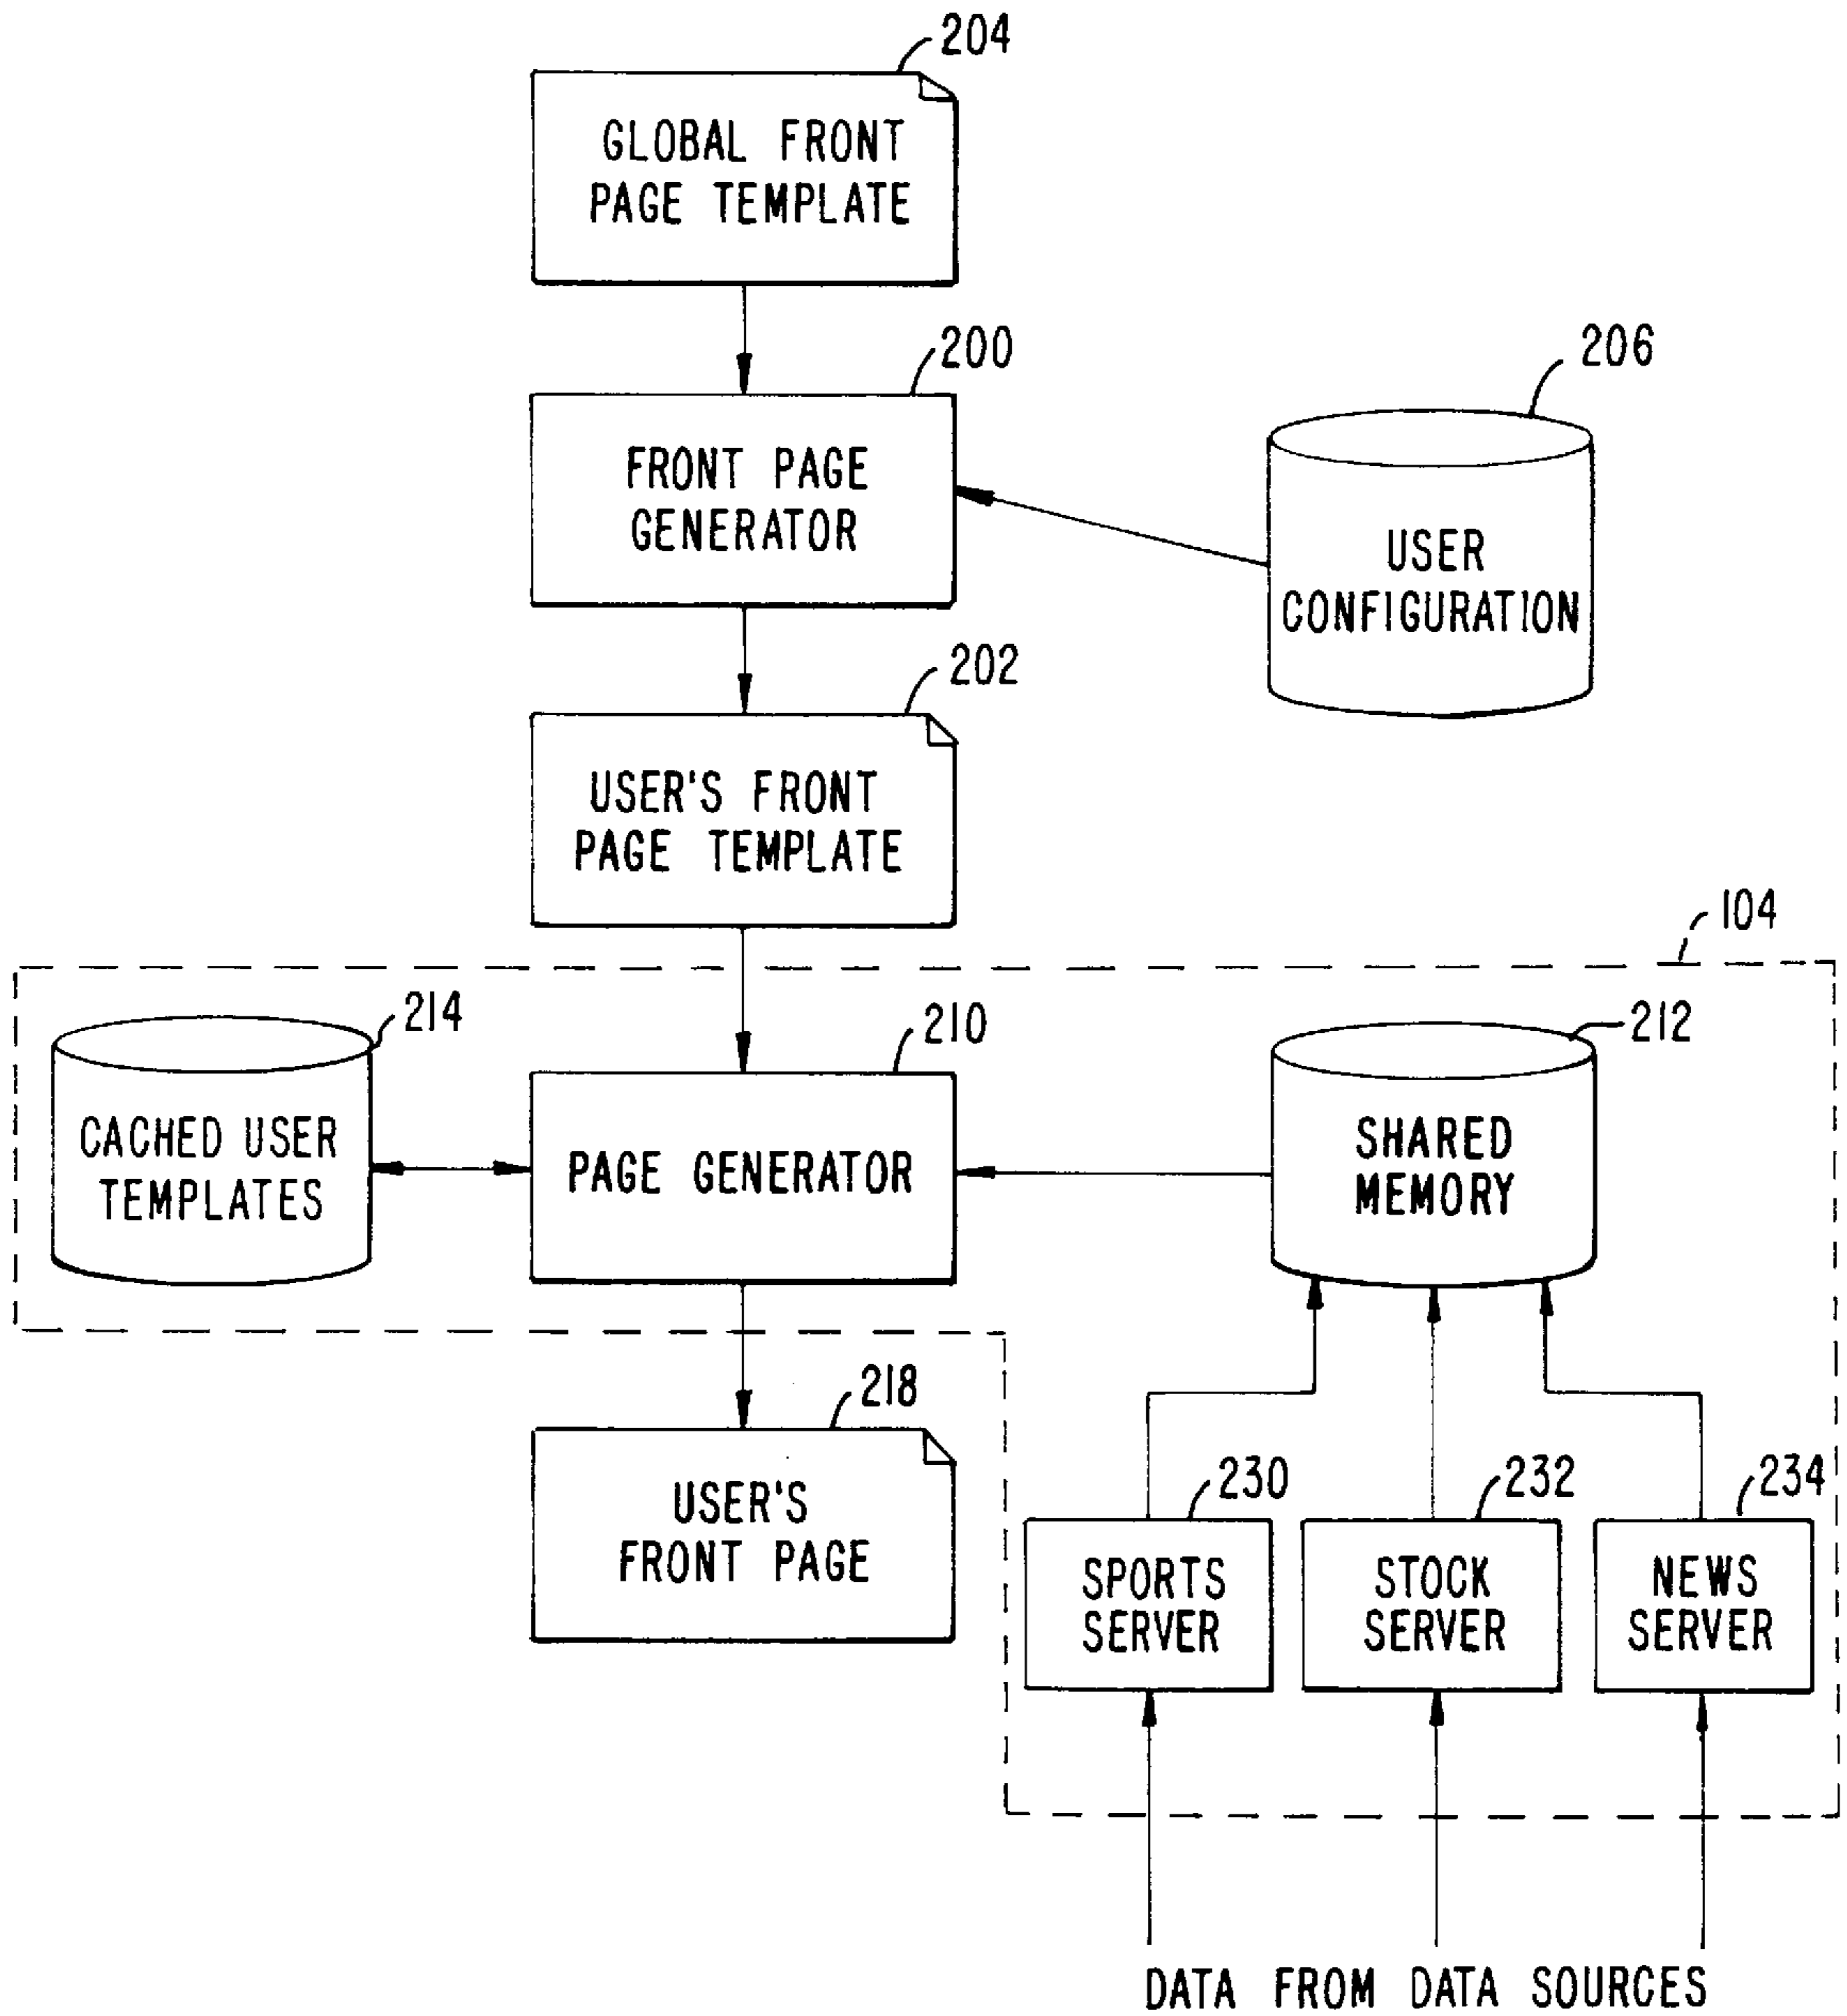 204
GLOBAL FRONT
PAGE TEMPLATE
200
FRONT PAGE
GENERATOR
206
USER
CONFIGURATION
202
USER'S FRONT
PAGE TEMPLATE
104
214
CACHED USER
TEMPLATES
210
PAGE GENERATOR
212
SHARED
MEMORY
218
USER'S
FRONT PAGE
230
SPORTS
SERVER
232
STOCK
SERVER
234
NEWS
SERVER
DATA FROM DATA SOURCES